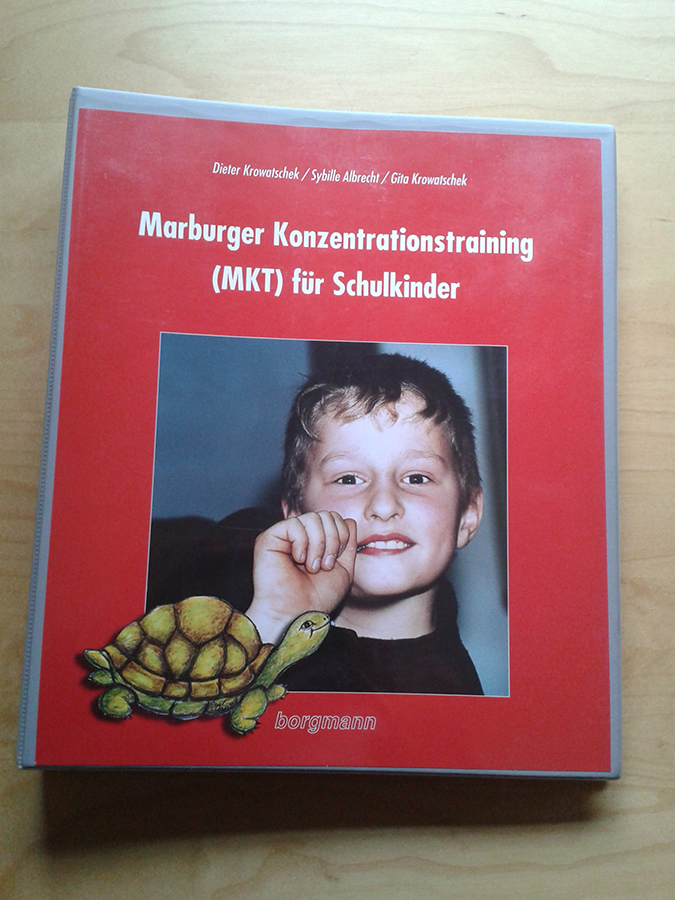 Dieter Krowatschek / Sybille Albrecht / Gita Krowatschek
Marburger Konzentrationstraining
(MKT) für Schulkinder
borgmann